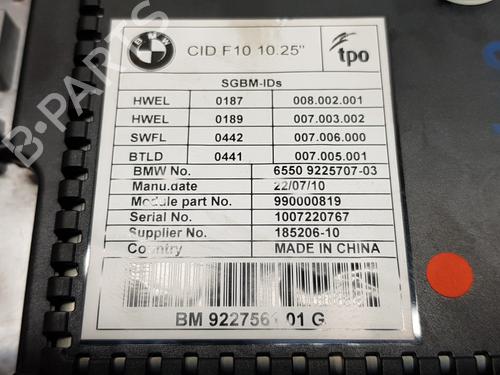 BMW
CID F10 10.25"
tpo
SGBM-IDs
HWEL 0187 008.002.001
HWEL 0189 007.003.002
SWFL 0442 007.006.000
BTLD 0441 007.005.001
BMW No. 6550 9225707-03
Manu.date 22/07/10
Module part No. 990000819
Serial No. 1007220767
Supplier No. 185206-10
Country MADE IN CHINA
BM 9227561 01 G
B-PARTS